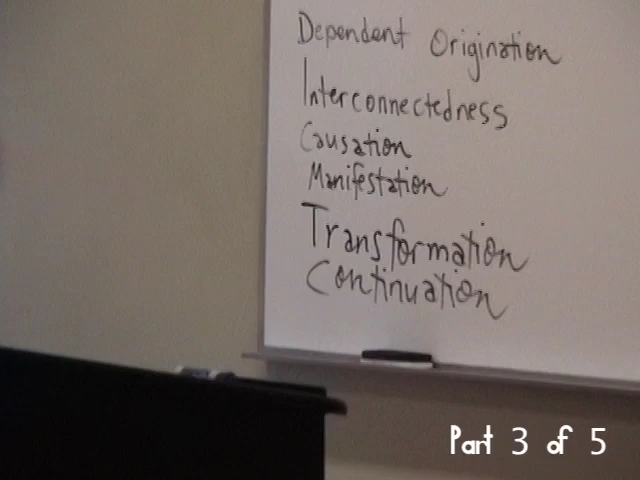 Dependent Origination
Interconnectedness
Causation
Manifestation
Transformation
Continuation
Part 3 of 5